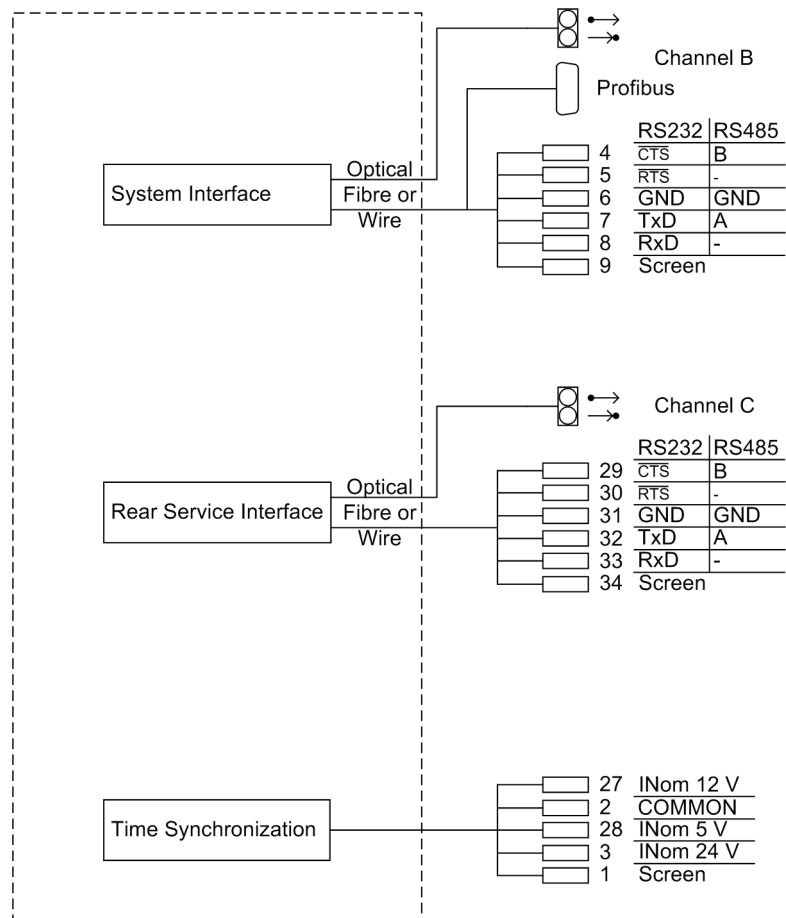 Channel B
Profibus
RS232 RS485
4 CTS B
5 RTS -
6 GND GND
7 TxD A
8 RxD -
9 Screen
System Interface
Optical
Fibre or
Wire
Channel C
RS232 RS485
29 CTS B
30 RTS -
31 GND GND
32 TxD A
33 RxD -
34 Screen
Rear Service Interface
Optical
Fibre or
Wire
27 INom 12 V
2 COMMON
28 INom 5 V
3 INom 24 V
1 Screen
Time Synchronization